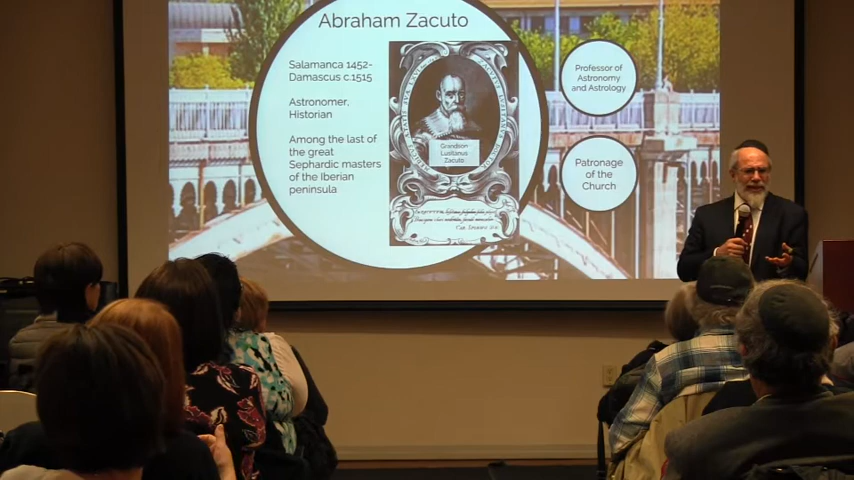 Abraham Zacuto
Salamanca 1452-
Damascus c.1515
Astronomer,
Historian
Among the last of
the great
Sephardic masters
of the Iberian
peninsula
Grandson
Lusitanus
Zacuto
Professor of
Astronomy
and Astrology
Patronage
of the
Church